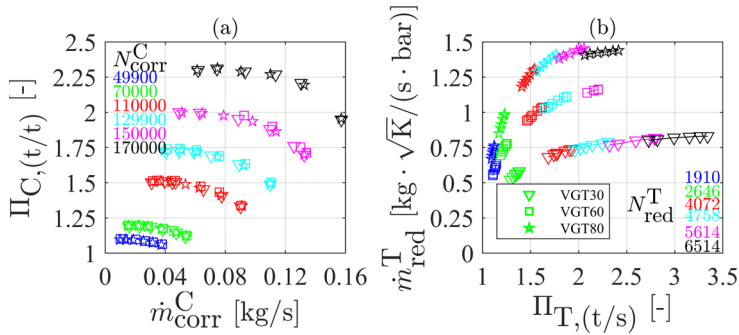 (a)
Π_C,(t/t) [-]
2.5
2.25
2
1.75
1.5
1.25
1
N^C_corr
49900
70000
110000
129900
150000
170000
0 0.04 0.08 0.12 0.16
ṁ^C_corr [kg/s]
(b)
ṁ^T_red [kg · √K/(s · bar)]
1.5
1.25
1
0.75
0.5
0.25
0
VGT30
VGT60
VGT80
N^T_red
1910
2646
4072
4758
5614
6514
1 1.5 2 2.5 3 3.5
Π_T,(t/s) [-]